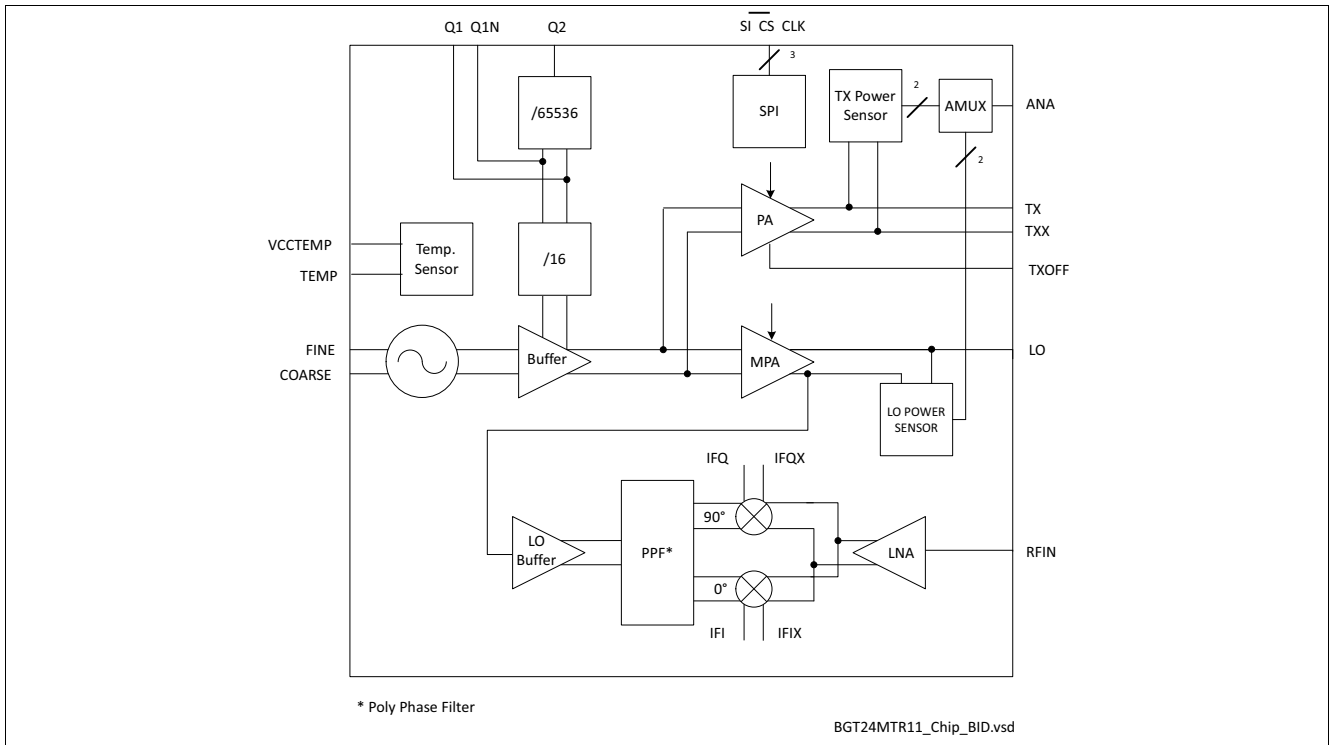 Q1 Q1N Q2 SI CS CLK
3
/65536
SPI
TX Power
Sensor
2
AMUX
ANA
2
PA
TX
TXX
TXOFF
VCCTEMP
TEMP
Temp.
Sensor
/16
FINE
COARSE
Buffer
MPA
LO
LO POWER
SENSOR
IFQ IFQX
90°
LO
Buffer
PPF*
LNA
RFIN
0°
IFI IFIX
* Poly Phase Filter
BGT24MTR11_Chip_BID.vsd